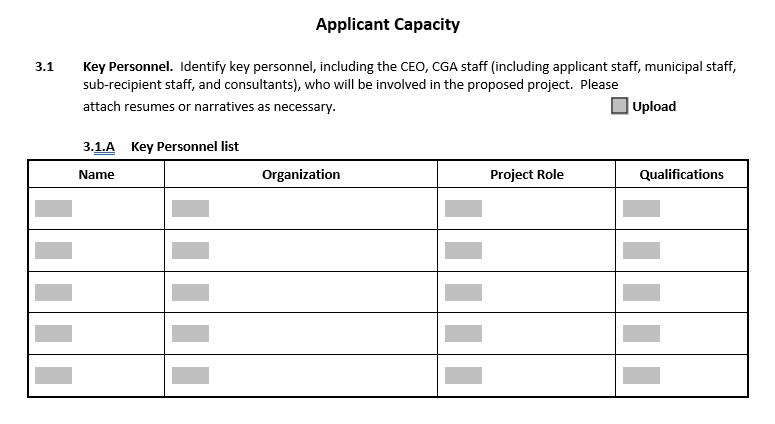 Applicant Capacity
3.1 Key Personnel. Identify key personnel, including the CEO, CGA staff (including applicant staff, municipal staff,
sub-recipient staff, and consultants), who will be involved in the proposed project. Please
attach resumes or narratives as necessary. Upload
3.1.A Key Personnel list
Name Organization Project Role Qualifications